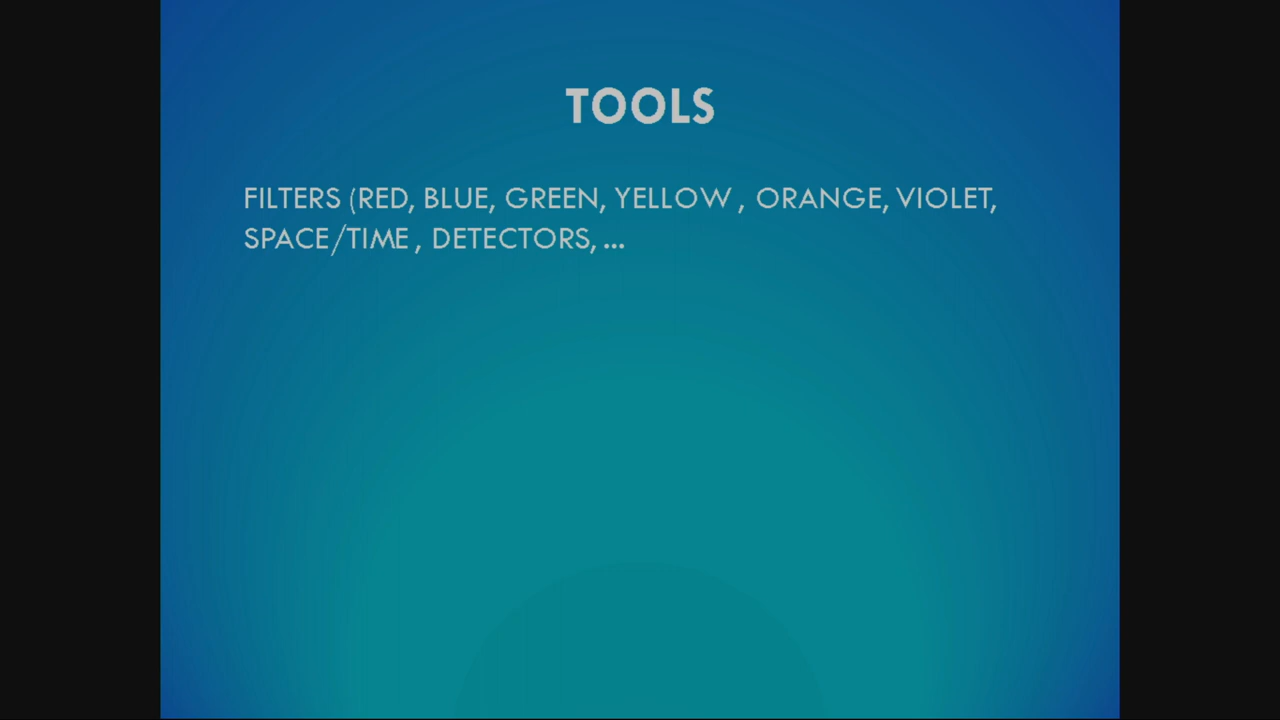 TOOLS
FILTERS (RED, BLUE, GREEN, YELLOW , ORANGE, VIOLET,
SPACE/TIME , DETECTORS, ...